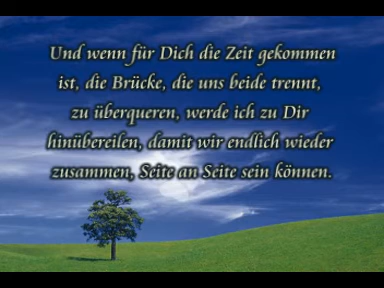 Und wenn für Dich die Zeit gekommen
ist, die Brücke, die uns beide trennt,
zu überqueren, werde ich zu Dir
hinübereilen, damit wir endlich wieder
zusammen, Seite an Seite sein können.